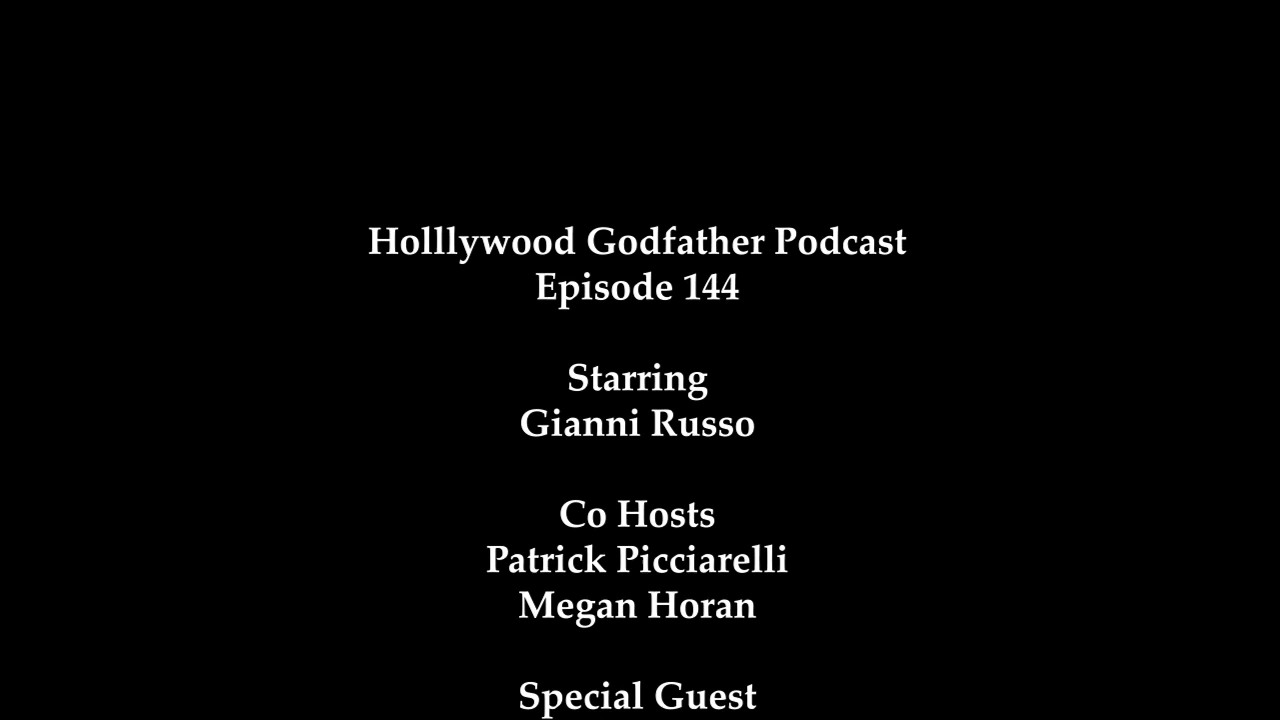 Holllywood Godfather Podcast
Episode 144
Starring
Gianni Russo
Co Hosts
Patrick Picciarelli
Megan Horan
Special Guest